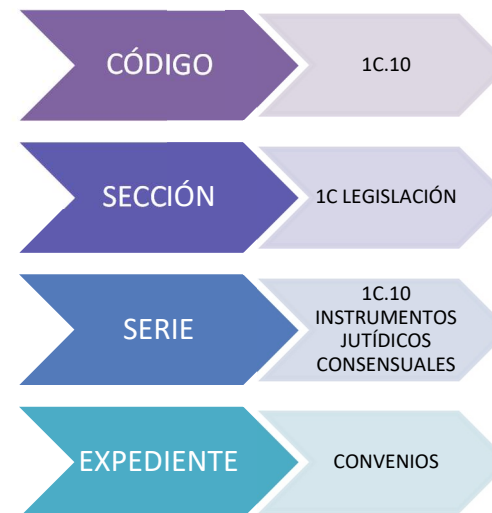 CÓDIGO
1C.10
SECCIÓN
1C LEGISLACIÓN
SERIE
1C.10
INSTRUMENTOS
JUTÍDICOS
CONSENSUALES
EXPEDIENTE
CONVENIOS